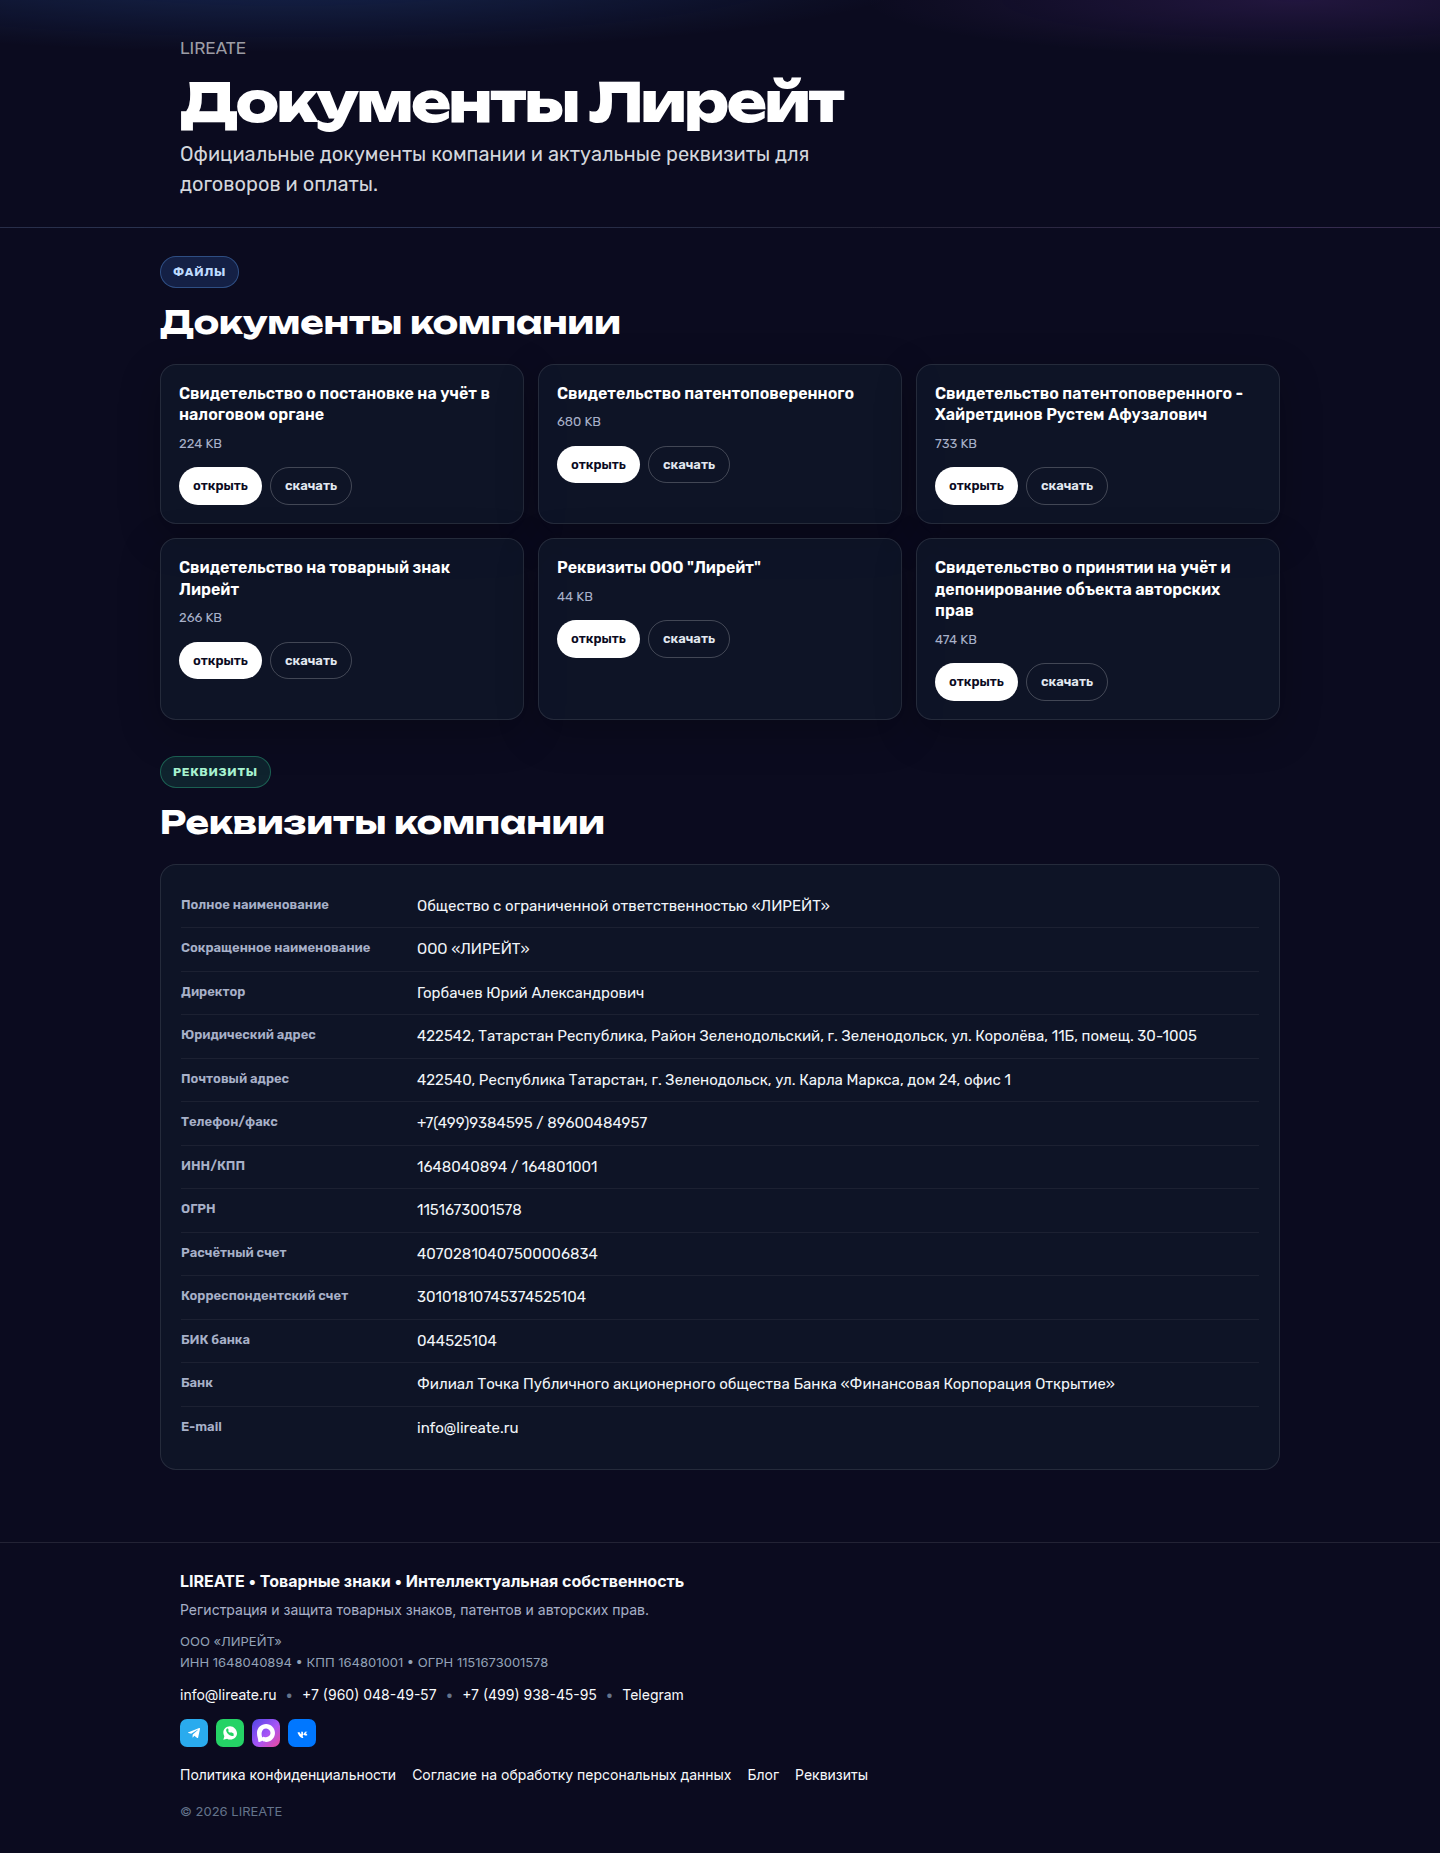 LIREATE
Документы Лирейт
Официальные документы компании и актуальные реквизиты для
договоров и оплаты.
ФАЙЛЫ
Документы компании
Свидетельство о постановке на учёт в
налоговом органе
224 KB
открыть
скачать
Свидетельство патентоповеренного
680 KB
открыть
скачать
Свидетельство патентоповеренного -
Хайретдинов Рустем Афузалович
733 KB
открыть
скачать
Свидетельство на товарный знак
Лирейт
266 KB
открыть
скачать
Реквизиты ООО "Лирейт"
44 KB
открыть
скачать
Свидетельство о принятии на учёт и
депонирование объекта авторских
прав
474 KB
открыть
скачать
РЕКВИЗИТЫ
Реквизиты компании
Полное наименование
Общество с ограниченной ответственностью «ЛИРЕЙТ»
Сокращенное наименование
ООО «ЛИРЕЙТ»
Директор
Горбачев Юрий Александрович
Юридический адрес
422542, Татарстан Республика, Район Зеленодольский, г. Зеленодольск, ул. Королёва, 11Б, помещ. 30-1005
Почтовый адрес
422540, Республика Татарстан, г. Зеленодольск, ул. Карла Маркса, дом 24, офис 1
Телефон/факс
+7(499)9384595 / 89600484957
ИНН/КПП
1648040894 / 164801001
ОГРН
1151673001578
Расчётный счет
40702810407500006834
Корреспондентский счет
30101810745374525104
БИК банка
044525104
Банк
Филиал Точка Публичного акционерного общества Банка «Финансовая Корпорация Открытие»
E-mail
info@lireate.ru
LIREATE • Товарные знаки • Интеллектуальная собственность
Регистрация и защита товарных знаков, патентов и авторских прав.
ООО «ЛИРЕЙТ»
ИНН 1648040894 • КПП 164801001 • ОГРН 1151673001578
info@lireate.ru • +7 (960) 048-49-57 • +7 (499) 938-45-95 • Telegram
Политика конфиденциальности Согласие на обработку персональных данных Блог Реквизиты
© 2026 LIREATE